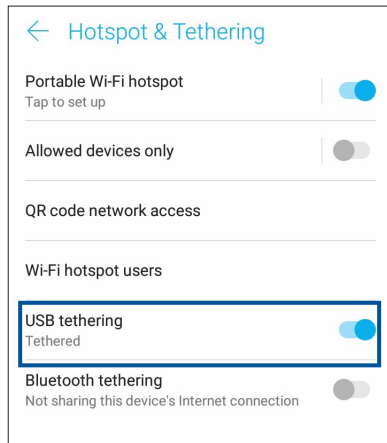 Hotspot & Tethering
Portable Wi-Fi hotspot
Tap to set up
Allowed devices only
QR code network access
Wi-Fi hotspot users
USB tethering
Tethered
Bluetooth tethering
Not sharing this device's Internet connection